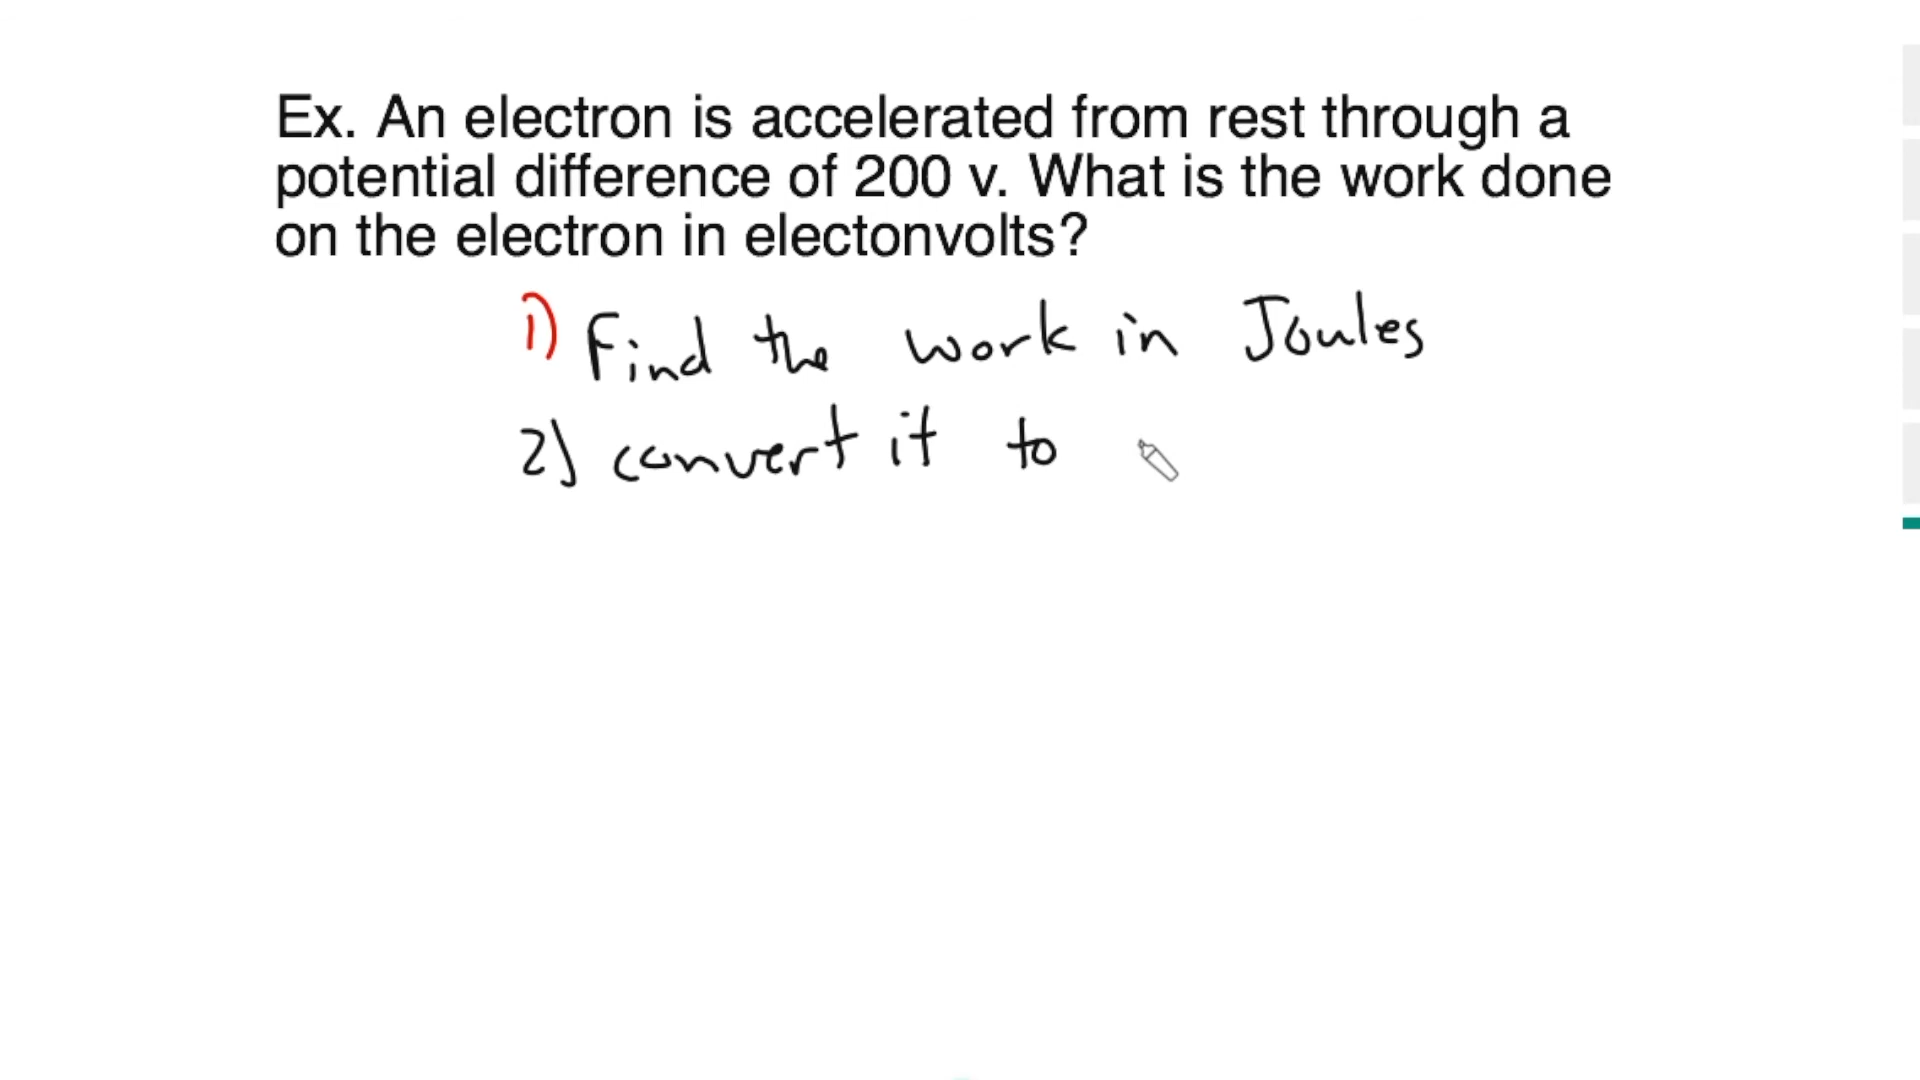 Ex. An electron is accelerated from rest through a
potential difference of 200 v. What is the work done
on the electron in electonvolts?
1) Find the work in Joules
2) convert it to